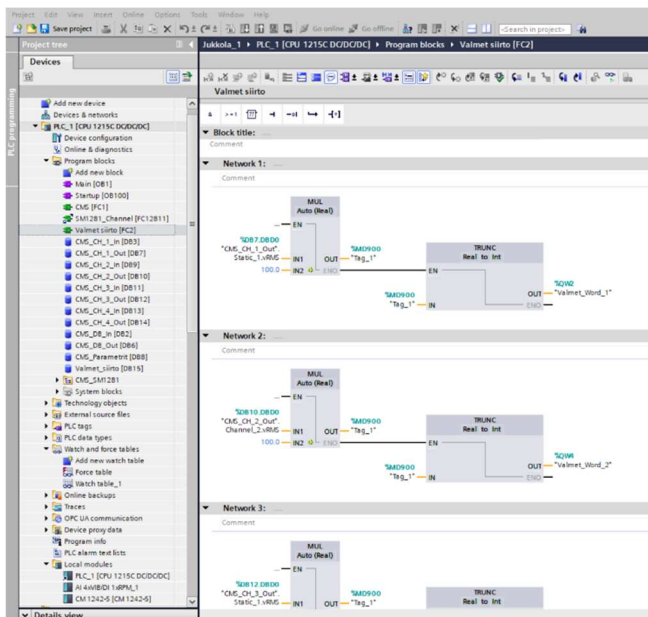 Project Edit View Insert Online Options Tools Window Help
Save project
Go online
Go offline
<Search in project>
Project tree
Jukkola_1 PLC_1 [CPU 1215C DC/DC/DC] Program blocks Valmet siirto [FC2]
Devices
Valmet siirto
PLC programming
& >=1 [??]
Add new device
Devices & networks
PLC_1 [CPU 1215C DC/DC/DC]
Device configuration
Online & diagnostics
Program blocks
Add new block
Main [OB1]
Startup [OB100]
CMS [FC1]
SM1281_Channel [FC12811]
Valmet siirto [FC2]
CMS_CH_1_In [DB3]
CMS_CH_1_Out [DB7]
CMS_CH_2_In [DB9]
CMS_CH_2_Out [DB10]
CMS_CH_3_In [DB11]
CMS_CH_3_Out [DB12]
CMS_CH_4_In [DB13]
CMS_CH_4_Out [DB14]
CMS_DB_In [DB2]
CMS_DB_Out [DB6]
CMS_Parametrit [DB8]
Valmet_siirto [DB15]
CMS_SM1281
System blocks
Technology objects
External source files
PLC tags
PLC data types
Watch and force tables
Add new watch table
Force table
Watch table_1
Online backups
Traces
OPC UA communication
Device proxy data
Program info
PLC alarm text lists
Local modules
PLC_1 [CPU 1215C DC/DC/DC]
AI 4xVIB/DI 1xRPM_1
CM 1242-5 [CM 1242-5]
Details view
Block title: ......
Comment
Network 1: ......
Comment
MUL
Auto (Real)
... EN
%DB7.DBD0
"CMS_CH_1_Out".
Static_1.vRMS IN1
100.0 IN2
ENO
%MD900
OUT "Tag_1"
TRUNC
Real to Int
EN
%MD900
"Tag_1" IN
%QW2
OUT "Valmet_Word_1"
ENO
Network 2: ......
Comment
MUL
Auto (Real)
... EN
%DB10.DBD0
"CMS_CH_2_Out".
Channel_2.vRMS IN1
100.0 IN2
ENO
%MD900
OUT "Tag_1"
TRUNC
Real to Int
EN
%MD900
"Tag_1" IN
%QW4
OUT "Valmet_Word_2"
ENO
Network 3: ......
Comment
MUL
Auto (Real)
... EN
%DB12.DBD0
"CMS_CH_3_Out".
Static_1.vRMS IN1
%MD900
OUT "Tag_1"
TRUNC
Real to Int